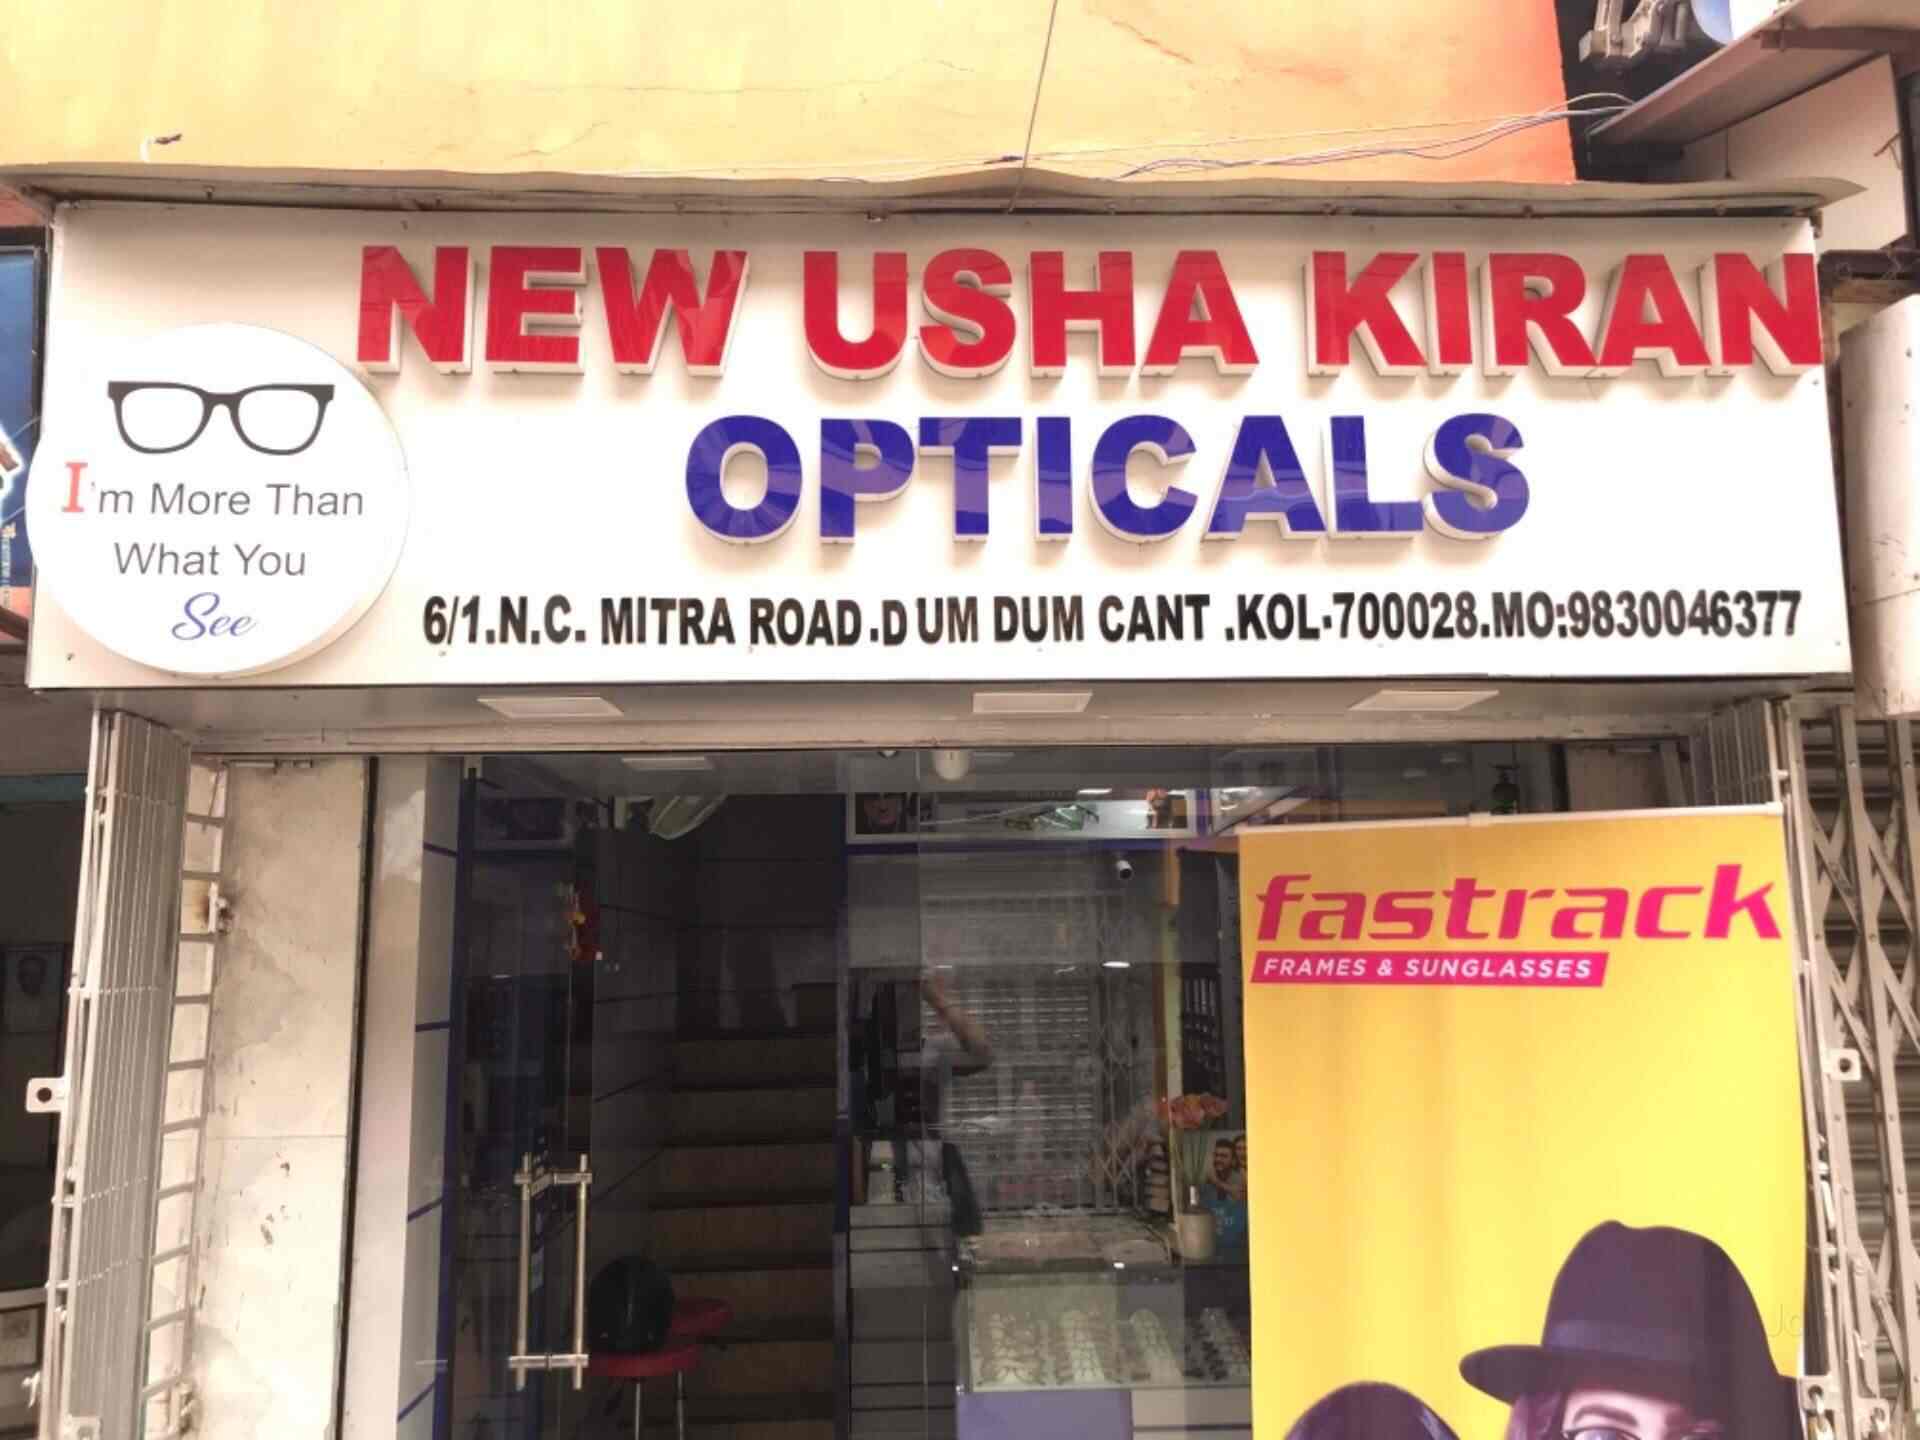 NEW USHA KIRAN
OPTICALS
I'm More Than
What You
See
6/1.N.C. MITRA ROAD.DUM DUM CANT.KOL-700028.MO:9830046377
fastrack
FRAMES & SUNGLASSES